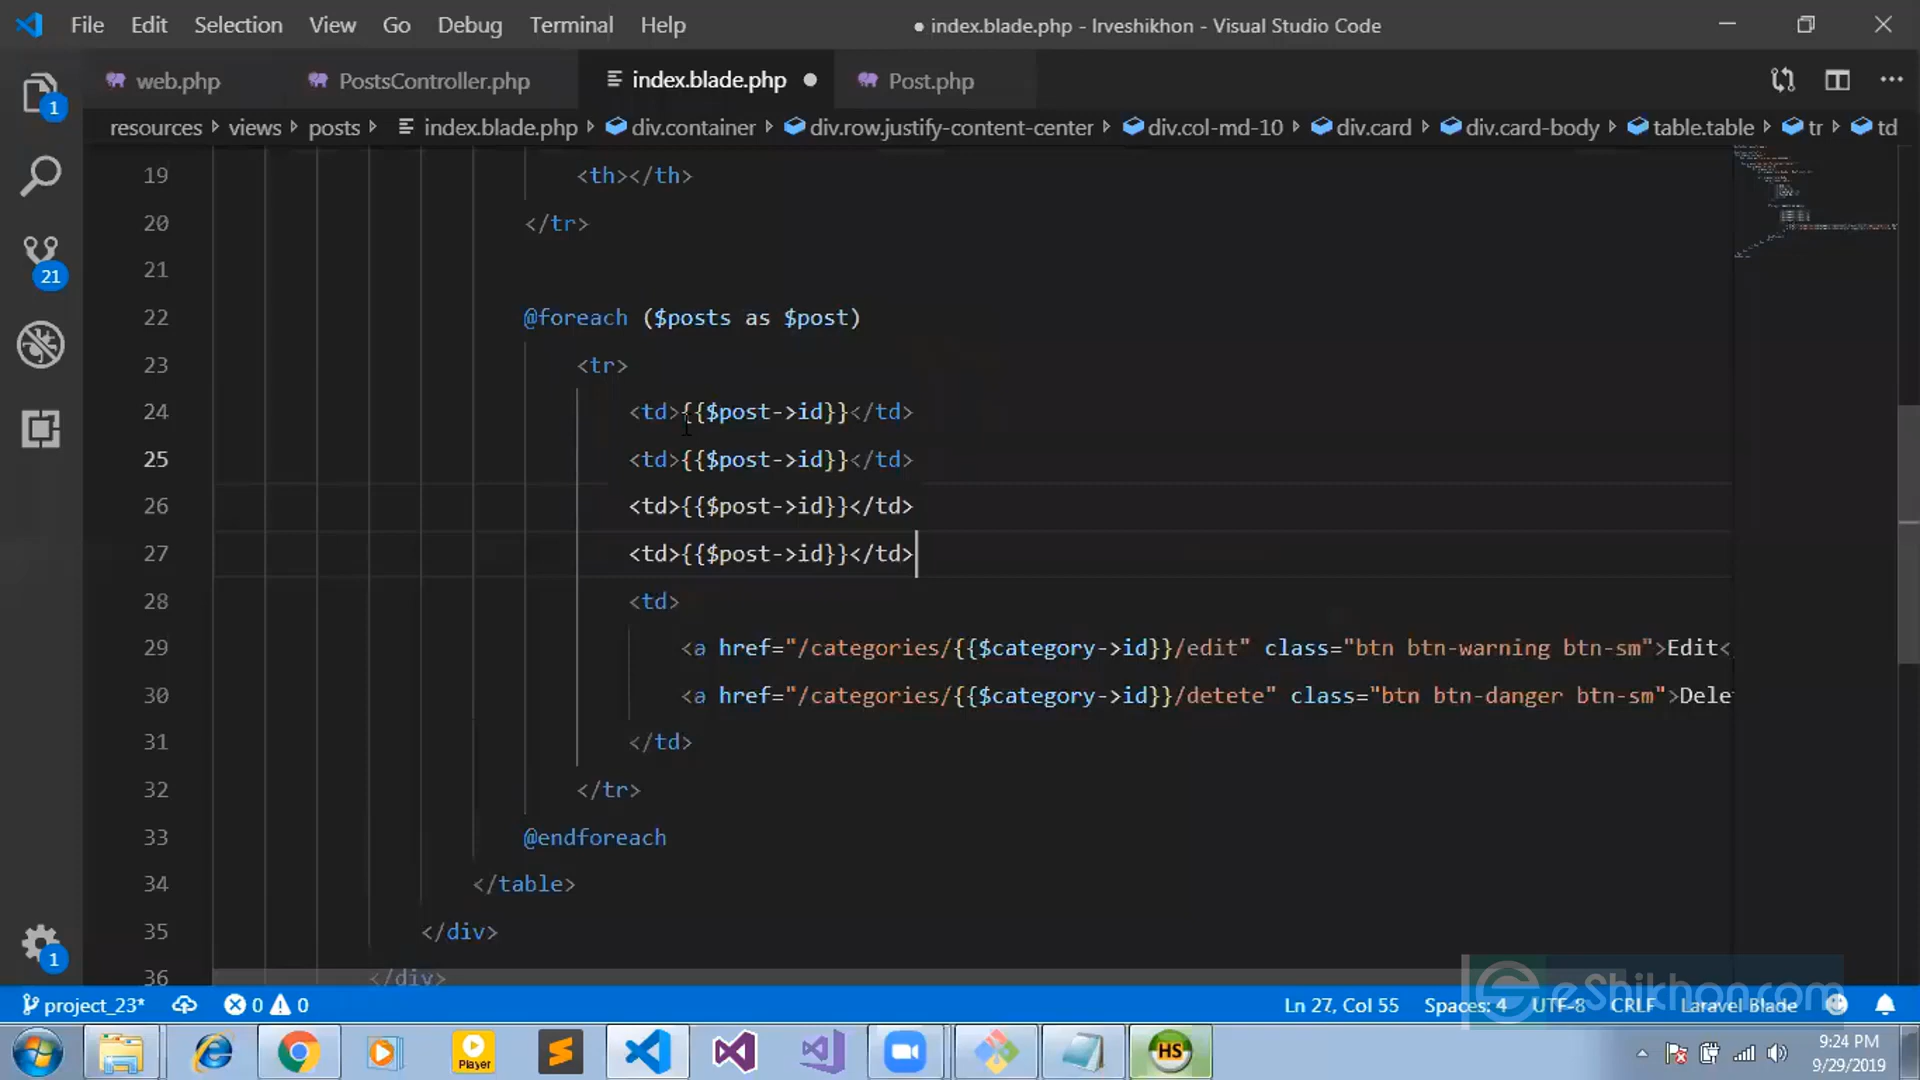 File Edit Selection View Go Debug Terminal Help ● index.blade.php - lrveshikhon - Visual Studio Code
web.php PostsController.php index.blade.php Post.php
1 resources views posts index.blade.php div.container div.row.justify-content-center div.col-md-10 div.card div.card-body table.table tr td
19 <th></th>
20 </tr>
21
21
22 @foreach ($posts as $post)
23 <tr>
24 <td>{{$post->id}}</td>
25 <td>{{$post->id}}</td>
26 <td>{{$post->id}}</td>
27 <td>{{$post->id}}</td>
28 <td>
29 <a href="/categories/{{$category->id}}/edit" class="btn btn-warning btn-sm">Edit<
30 <a href="/categories/{{$category->id}}/detete" class="btn btn-danger btn-sm">Dele
31 </td>
32 </tr>
33 @endforeach
34 </table>
35 </div>
1
36 </div>
project_23* 0 0 Ln 27, Col 55 Spaces: 4 UTF-8 CRLF Laravel Blade
eShikhon.com
Player
HS
9:24 PM
9/29/2019